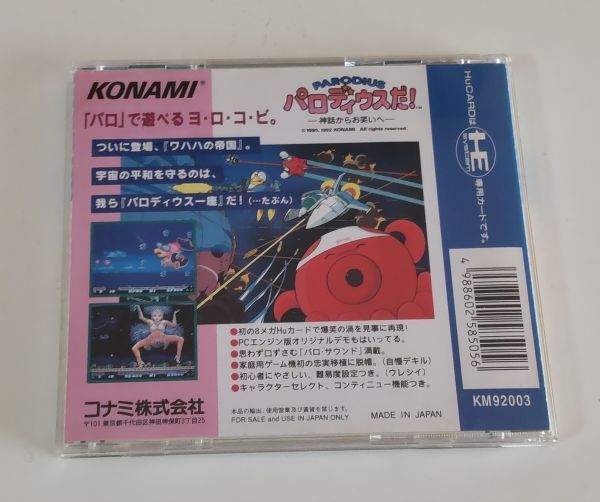 KONAMI®
「パロ」で遊べるヨ・ロ・コ・ビ。
ついに登場、『ワハハの帝国』。
宇宙の平和を守るのは、
我ら『パロディウス一座』だ！(…たぶん)
PARODIUS
パロディウスだ！™
—神話からお笑いへ—
©1990, 1992 KONAMI All rights reserved.
●初の8メガHuカードで爆笑の渦を見事に再現！
●PCエンジン版オリジナルデモもはいってる。
●思わず口ずさむ「パロ・サウンド」満載。
●家庭用ゲーム機初の忠実移植に脱帽。（自慢デキル）
●初心者にやさしい、難易度設定つき。（ウレシイ）
●キャラクターセレクト、コンティニュー機能つき。
コナミ株式会社
〒101 東京都千代田区神田神保町3丁目25
本品の輸出、使用営業及び賃貸を禁じます。
FOR SALE and USE IN JAPAN ONLY
MADE IN JAPAN
HuCARDは
HE
SYSTEM
専用カードです。
4988602585056
KM92003